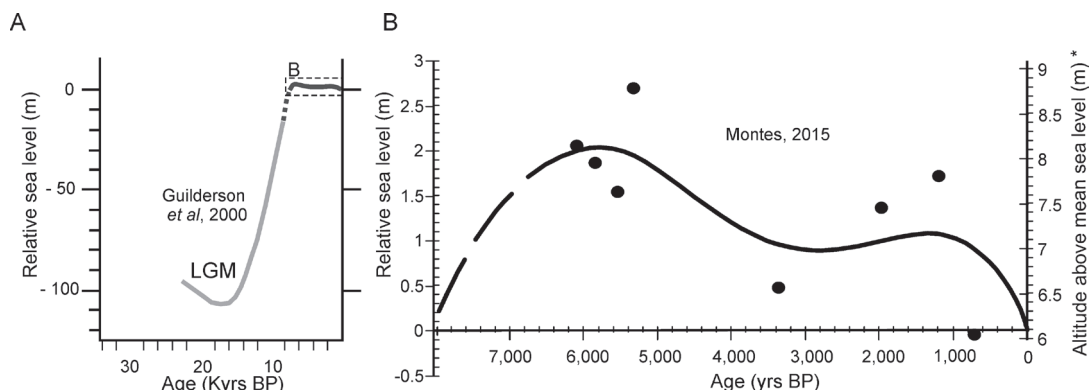 A
B
Relative sea level (m)
0
- 50
- 100
B
Guilderson
et al, 2000
LGM
30
20
10
Age (Kyrs BP)
Relative sea level (m)
3
2.5
2
1.5
1
0.5
0
-0.5
Montes, 2015
7,000
6,000
5,000
4,000
3,000
2,000
1,000
0
Age (yrs BP)
9
8.5
8
7.5
7
6.5
6
Altitude above mean sea level (m) *